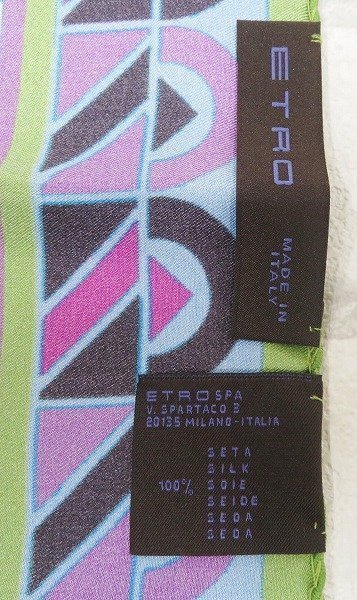 ETRO
MADE IN
ITALY
ETRO SPA
V. SPARTACO 3
20135 MILANO-ITALIA
SETA
SILK
100% SOIE
SEIDE
SEDA
SEDA